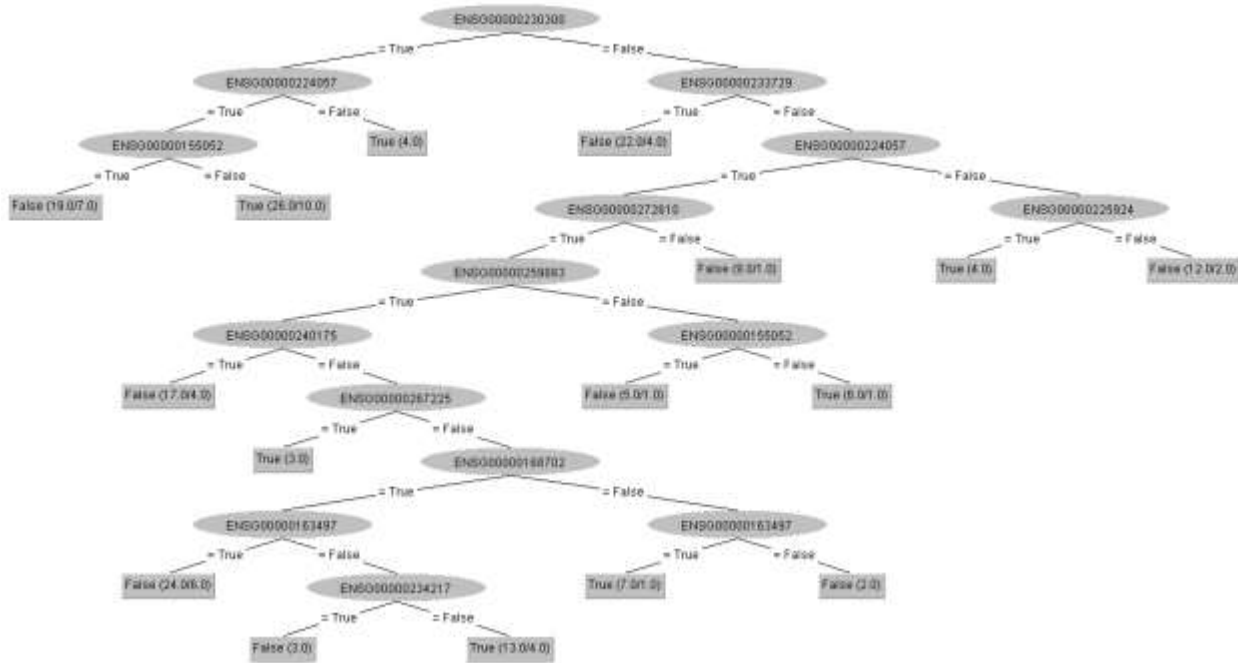 ENSG00000230300
= True
= False
ENSG00000224057
ENSG00000233729
= True
= False
= True
= False
ENSG00000155052
True (4.0)
False (22.0/4.0)
ENSG00000224057
= True
= False
= True
= False
False (19.0/7.0)
True (26.0/10.0)
ENSG00000272810
ENSG00000225924
= True
= False
= True
= False
ENSG00000259883
False (9.0/1.0)
True (4.0)
False (12.0/2.0)
= True
= False
ENSG00000240175
ENSG00000155052
= True
= False
= True
= False
False (17.0/4.0)
ENSG00000267225
False (5.0/1.0)
True (6.0/1.0)
= True
= False
True (3.0)
ENSG00000168702
= True
= False
ENSG00000163497
ENSG00000163497
= True
= False
= True
= False
False (24.0/6.0)
ENSG00000234217
True (7.0/1.0)
False (2.0)
= True
= False
False (3.0)
True (13.0/4.0)